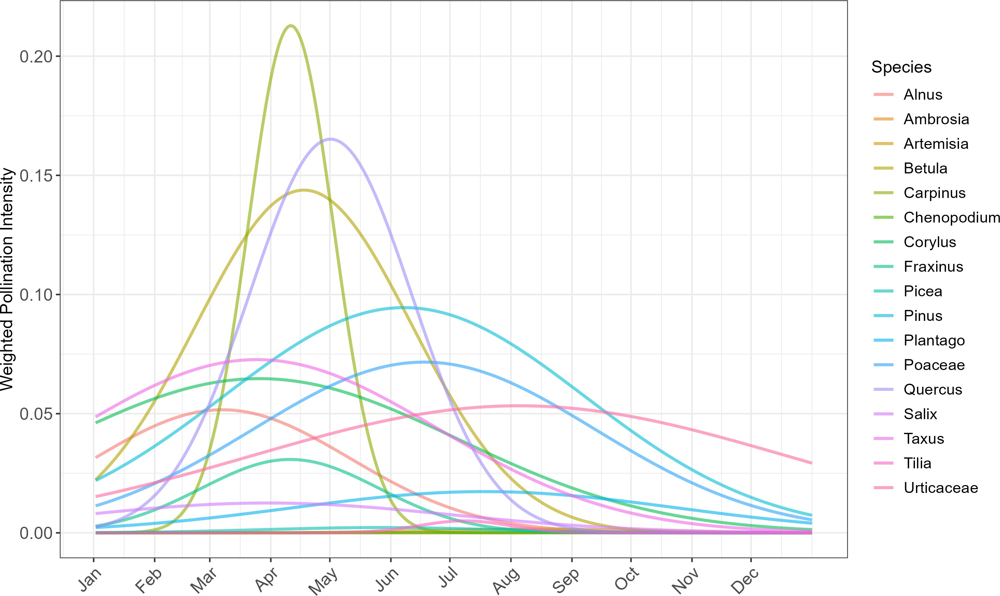 Weighted Pollination Intensity
0.20
0.15
0.10
0.05
0.00
Jan
Feb
Mar
Apr
May
Jun
Jul
Aug
Sep
Oct
Nov
Dec
Species
Alnus
Ambrosia
Artemisia
Betula
Carpinus
Chenopodium
Corylus
Fraxinus
Picea
Pinus
Plantago
Poaceae
Quercus
Salix
Taxus
Tilia
Urticaceae